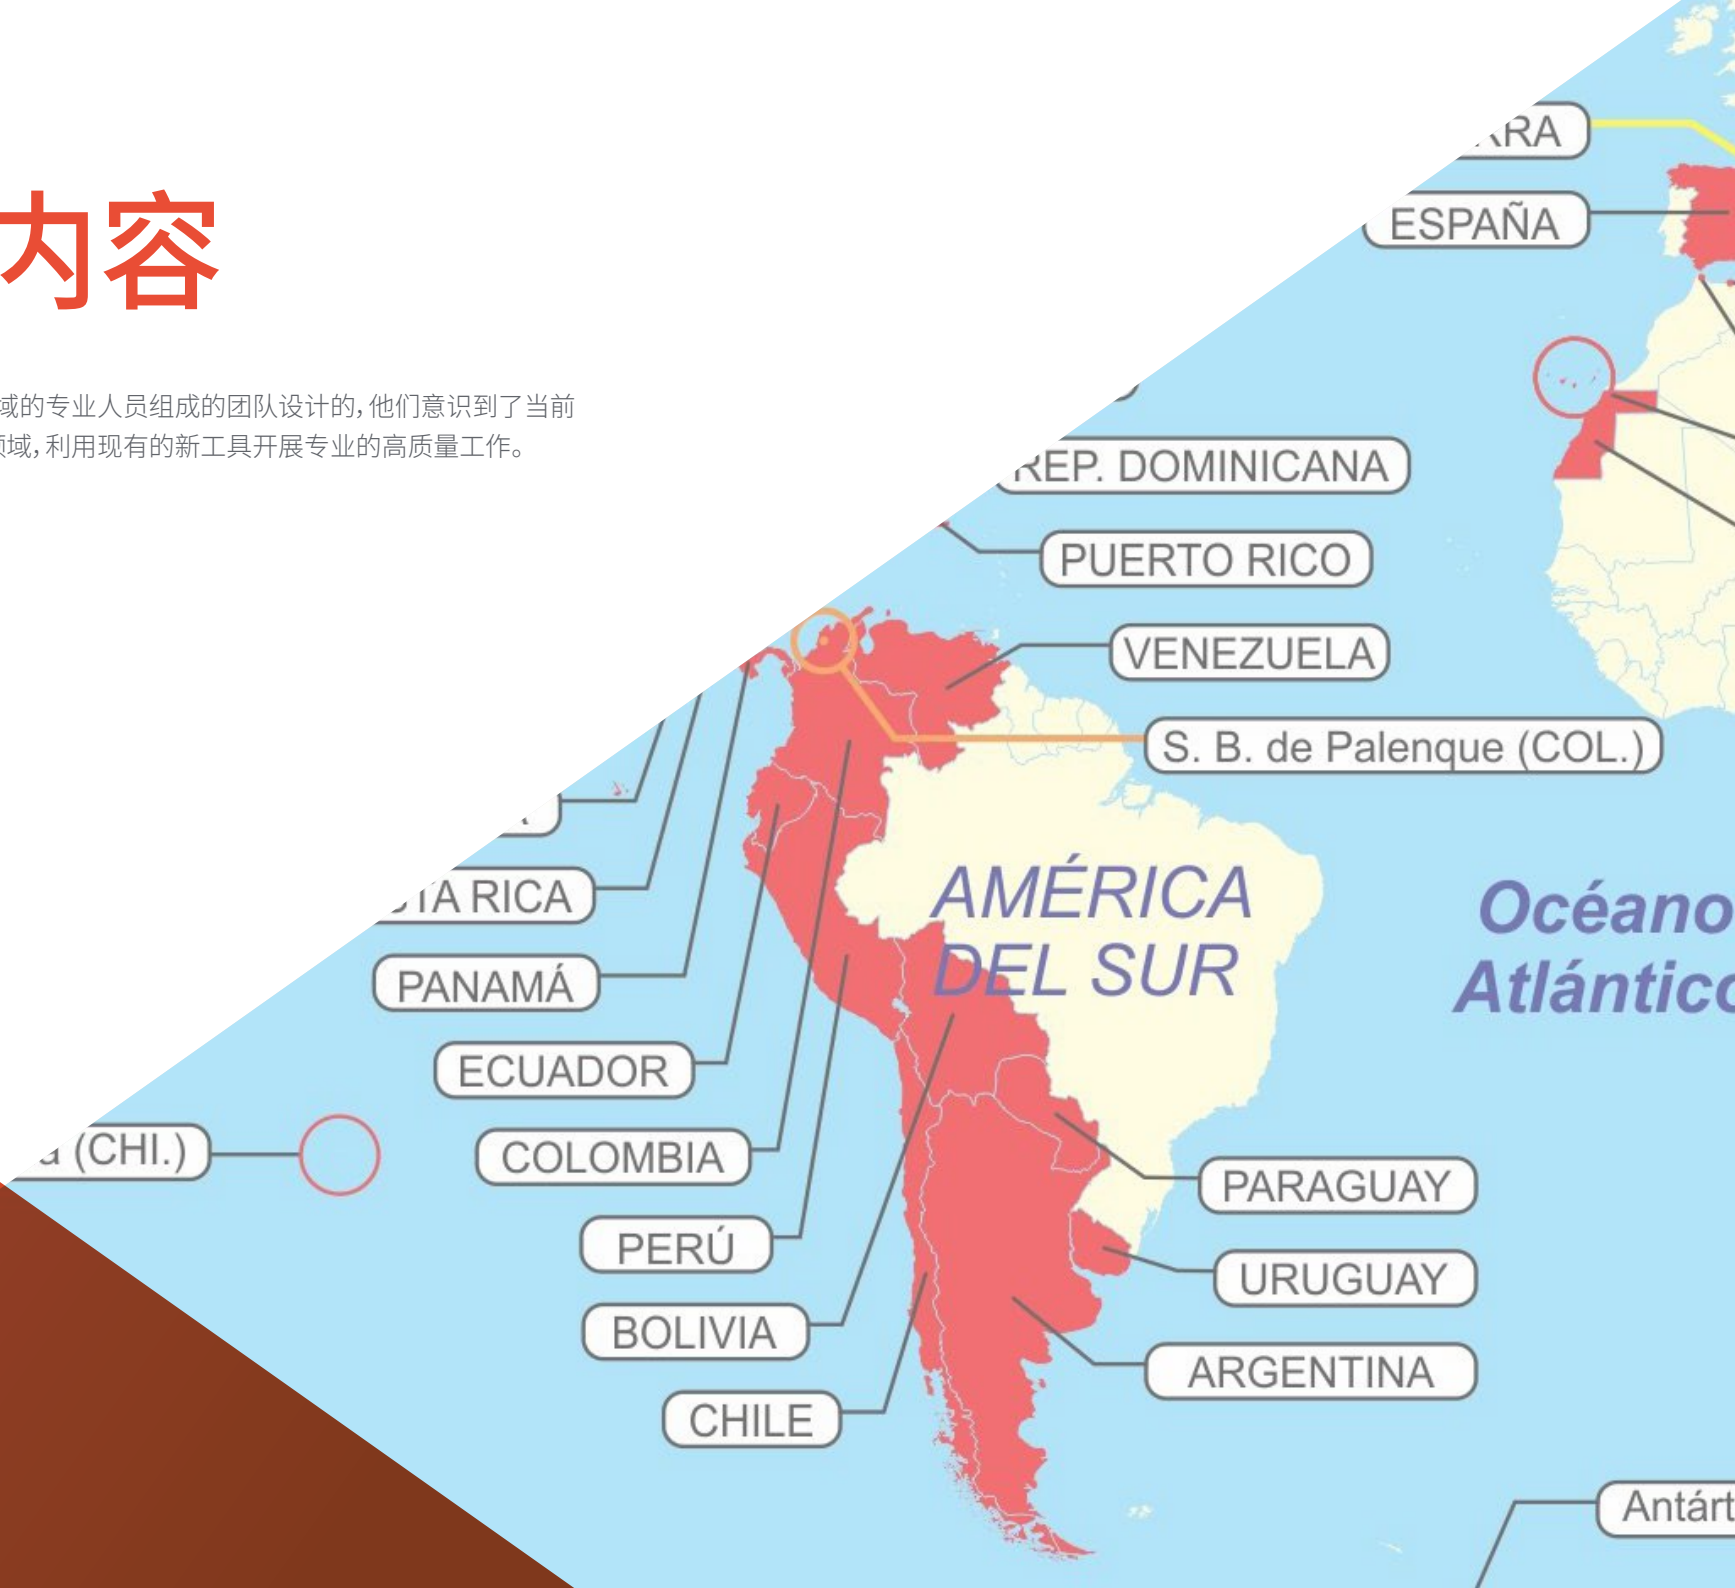 内容
域的专业人员组成的团队设计的，他们意识到了当前
域，利用现有的新工具开展专业的高质量工作。
ESPAÑA
REP. DOMINICANA
PUERTO RICO
VENEZUELA
S. B. de Palenque (COL.)
RICA
PANAMÁ
ECUADOR
COLOMBIA
PERÚ
BOLIVIA
CHILE
(CHI.)
AMÉRICA
DEL SUR
Océano
Atlántico
PARAGUAY
URUGUAY
ARGENTINA